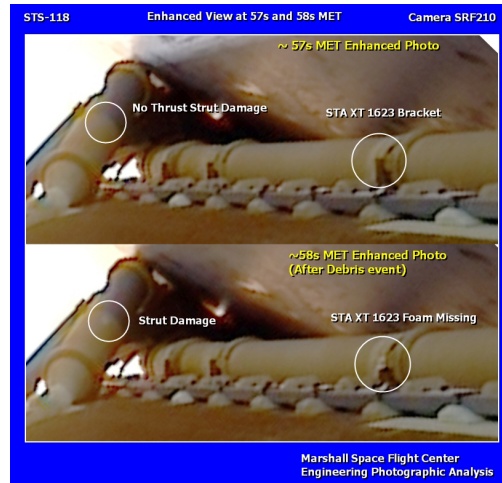 STS-118
Enhanced View at 57s and 58s MET
Camera SRF210
~ 57s MET Enhanced Photo
No Thrust Strut Damage
STA XT 1623 Bracket
~58s MET Enhanced Photo
(After Debris event)
Strut Damage
STA XT 1623 Foam Missing
Marshall Space Flight Center
Engineering Photographic Analysis